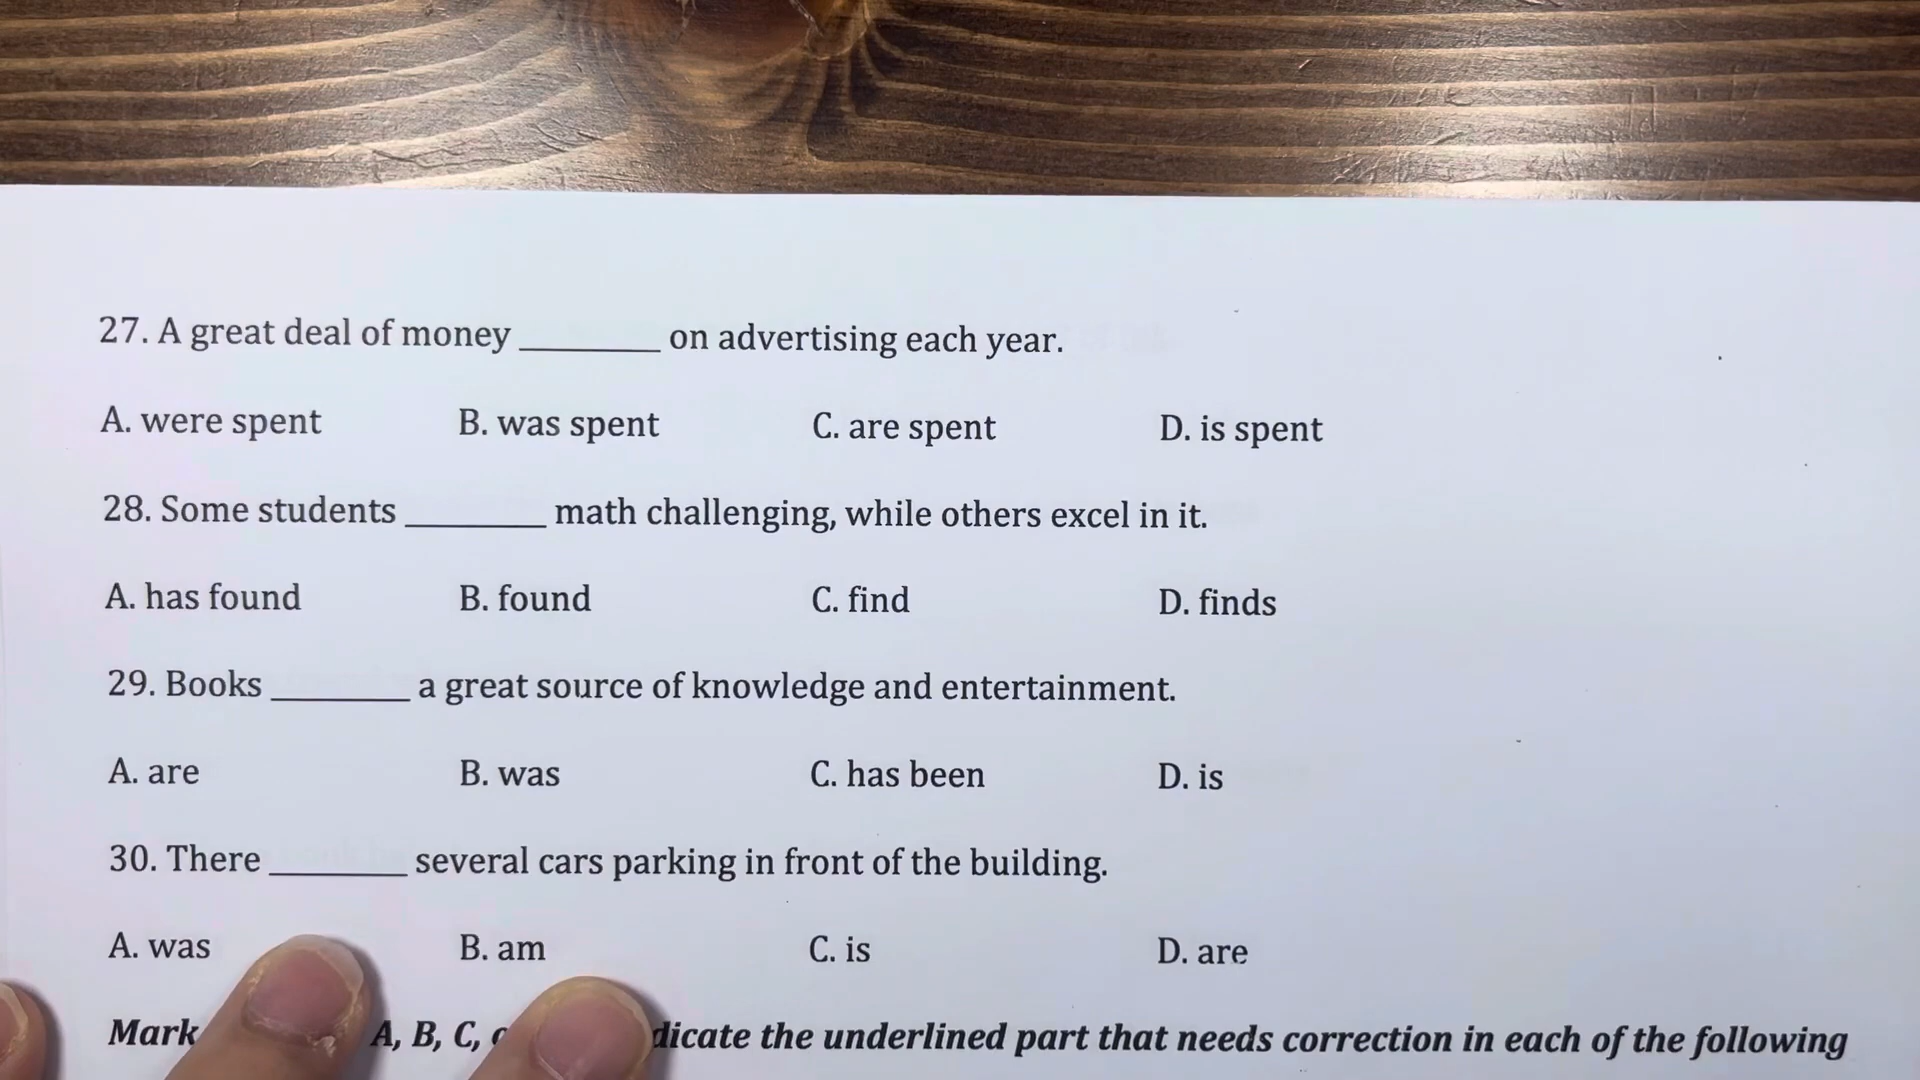 27. A great deal of money ________ on advertising each year.
A. were spent B. was spent C. are spent D. is spent
28. Some students ________ math challenging, while others excel in it.
A. has found B. found C. find D. finds
29. Books ________ a great source of knowledge and entertainment.
A. are B. was C. has been D. is
30. There ________ several cars parking in front of the building.
A. was B. am C. is D. are
Mark A, B, C, dicate the underlined part that needs correction in each of the following